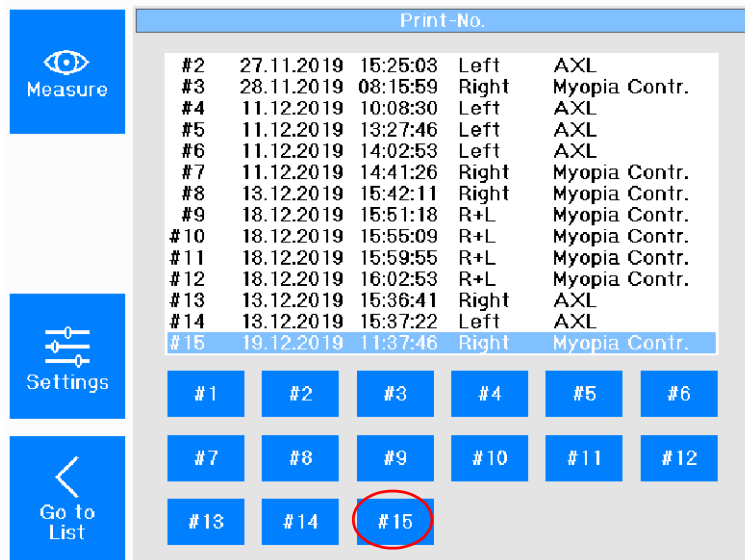 Print-No.
Measure
#2 27.11.2019 15:25:03 Left AXL
#3 28.11.2019 08:15:59 Right Myopia Contr.
#4 11.12.2019 10:08:30 Left AXL
#5 11.12.2019 13:27:46 Left AXL
#6 11.12.2019 14:02:53 Left AXL
#7 11.12.2019 14:41:26 Right Myopia Contr.
#8 13.12.2019 15:42:11 Right Myopia Contr.
#9 18.12.2019 15:51:18 R+L Myopia Contr.
#10 18.12.2019 15:55:09 R+L Myopia Contr.
#11 18.12.2019 15:59:55 R+L Myopia Contr.
#12 18.12.2019 16:02:53 R+L Myopia Contr.
#13 13.12.2019 15:36:41 Right AXL
#14 13.12.2019 15:37:22 Left AXL
#15 19.12.2019 11:37:46 Right Myopia Contr.
Settings
#1 #2 #3 #4 #5 #6
#7 #8 #9 #10 #11 #12
Go to
List
#13 #14 #15